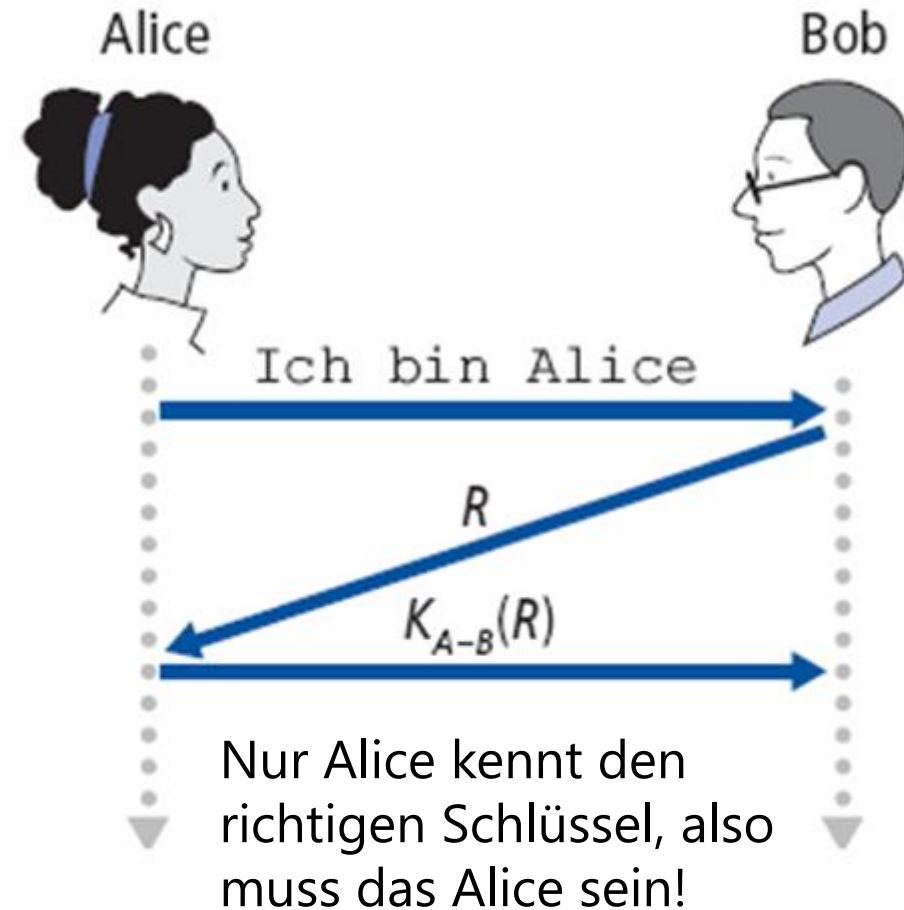 Alice
Bob
Ich bin Alice
R
K_{A–B}(R)
Nur Alice kennt den
richtigen Schlüssel, also
muss das Alice sein!